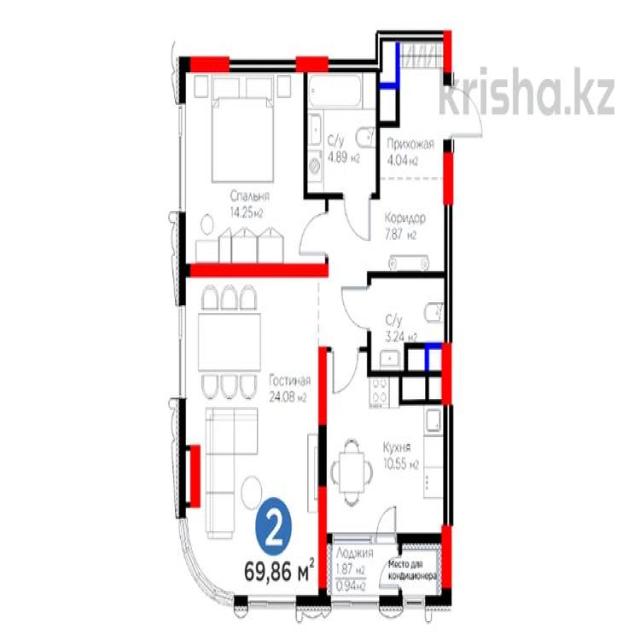 krisha.kz
С/у
4.89 м2
Прихожая
4.04 м2
Спальня
14.25 м2
Коридор
7.87 м2
С/у
3.24 м2
Гостиная
24.08 м2
Кухня
10.55 м2
2
69,86 м²
Лоджия
1.87 м2
0.94 м2
Место для
кондиционера